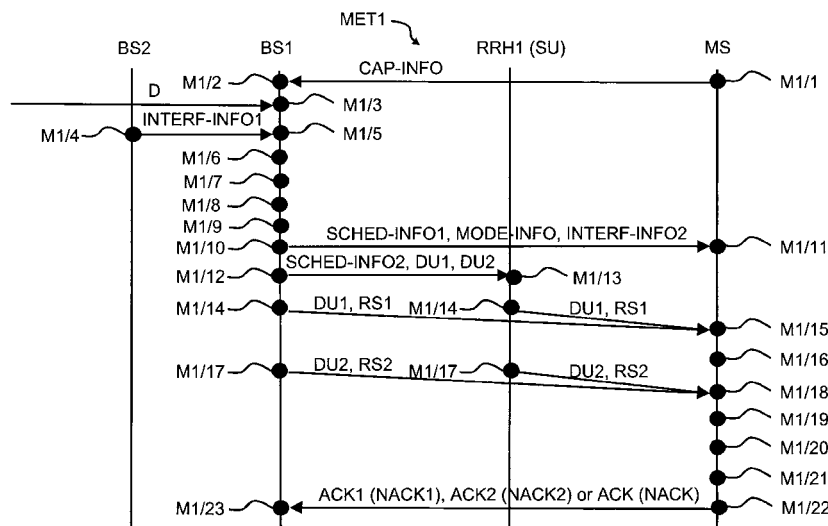 MET1
BS2 BS1 RRH1 (SU) MS
CAP-INFO
M1/2 M1/1
D
M1/3
INTERF-INFO1
M1/4 M1/5
M1/6
M1/7
M1/8
M1/9
SCHED-INFO1, MODE-INFO, INTERF-INFO2
M1/10 M1/11
SCHED-INFO2, DU1, DU2
M1/12 M1/13
M1/14 DU1, RS1 M1/14 DU1, RS1
M1/15
M1/16
M1/17 DU2, RS2 M1/17 DU2, RS2
M1/18
M1/19
M1/20
M1/21
ACK1 (NACK1), ACK2 (NACK2) or ACK (NACK)
M1/23 M1/22